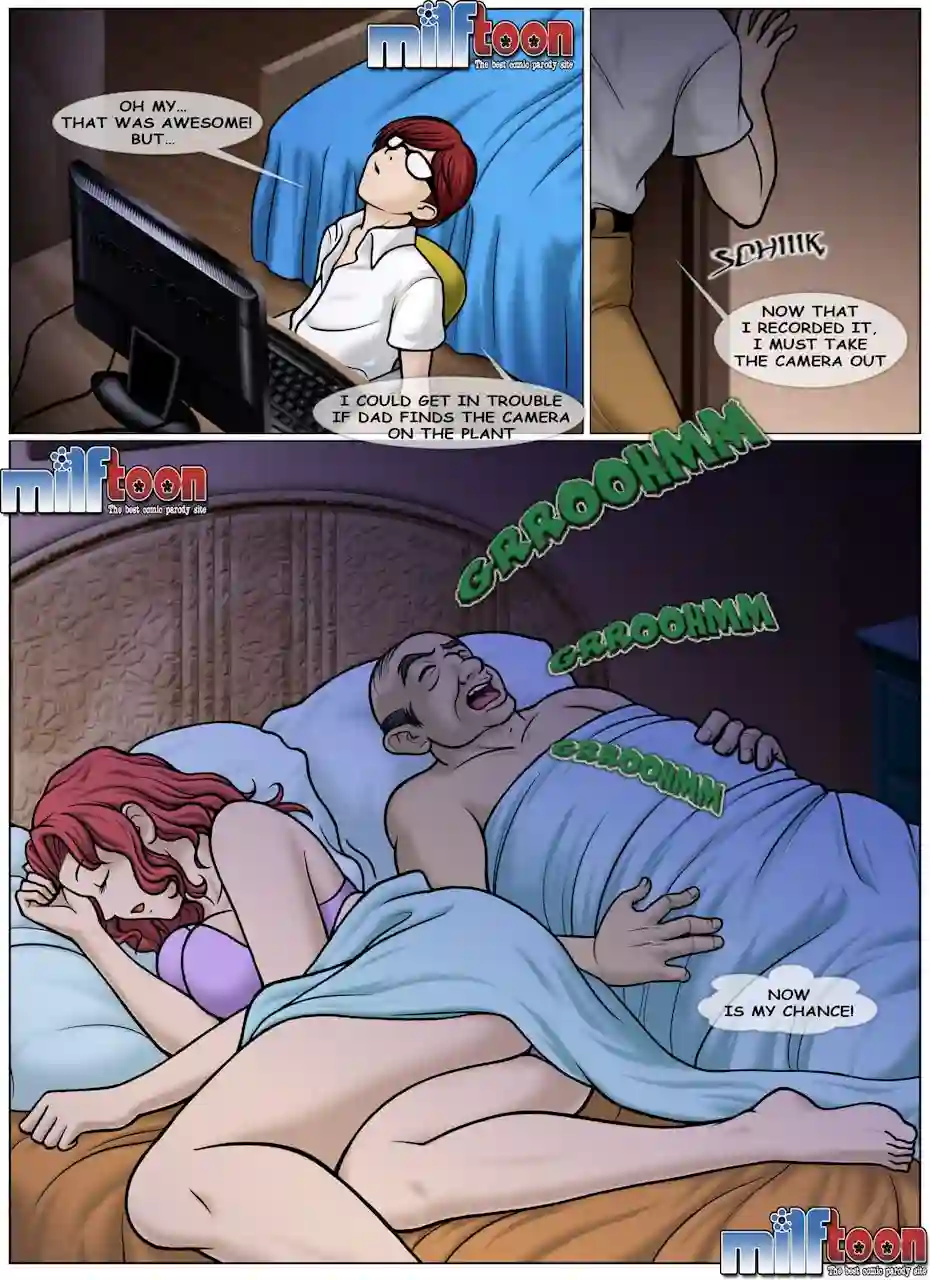 milftoon
The best comic parody site
OH MY...
THAT WAS AWESOME!
BUT...
I COULD GET IN TROUBLE
IF DAD FINDS THE CAMERA
ON THE PLANT
SCHIIIK
NOW THAT
I RECORDED IT,
I MUST TAKE
THE CAMERA OUT
milftoon
The best comic parody site
GRROOHMM
GRROOHMM
GRROOHMM
NOW
IS MY CHANCE!
milftoon
The best comic parody site